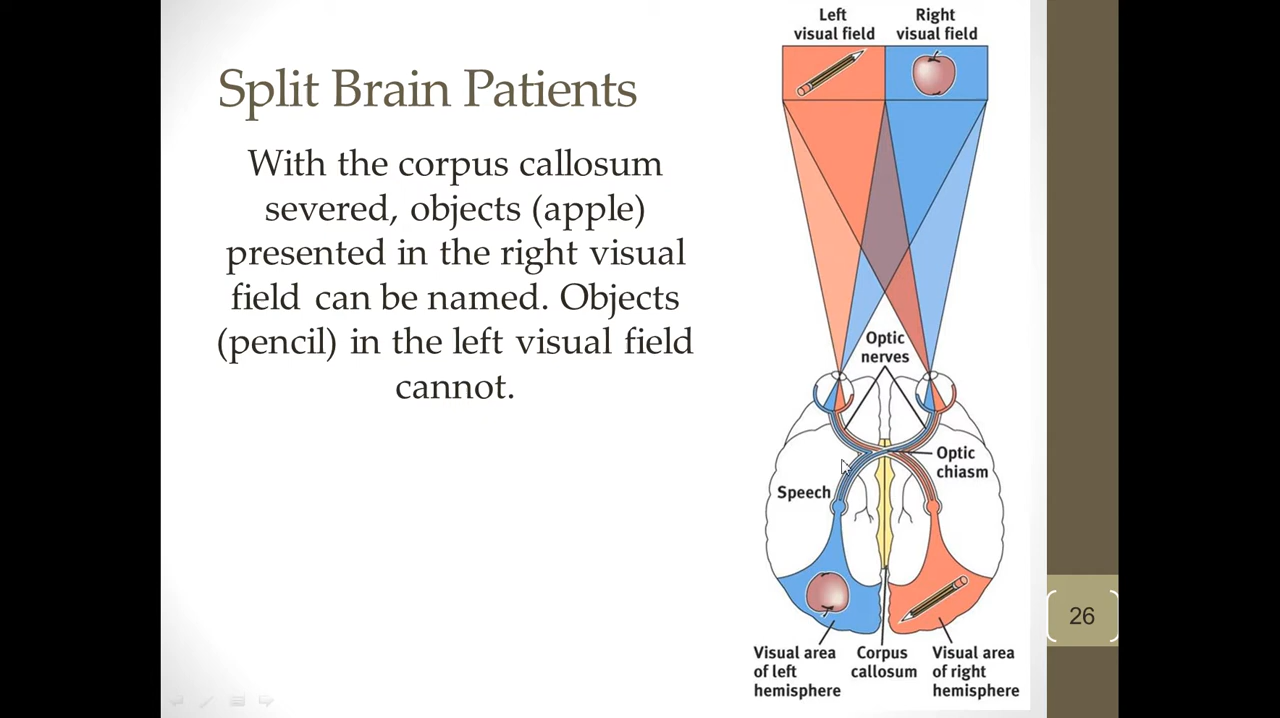 Split Brain Patients
With the corpus callosum
severed, objects (apple)
presented in the right visual
field can be named. Objects
(pencil) in the left visual field
cannot.
Left
visual field
Right
visual field
Optic
nerves
Optic
chiasm
Speech
Visual area
of left
hemisphere
Corpus
callosum
Visual area
of right
hemisphere
26